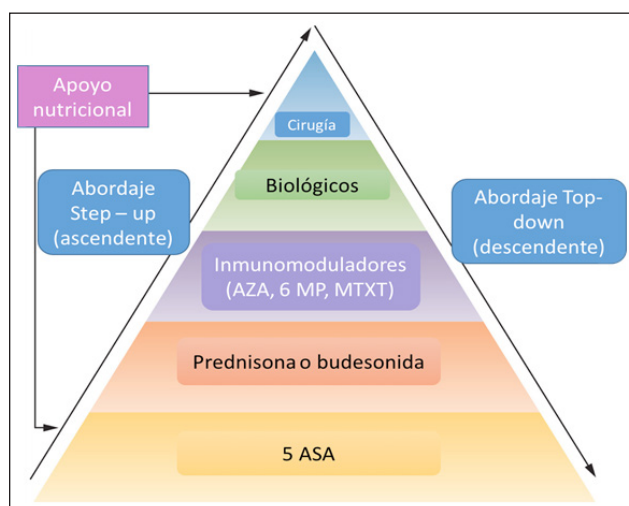 Apoyo
nutricional
Cirugía
Abordaje
Step – up
(ascendente)
Biológicos
Abordaje Top-
down
(descendente)
Inmunomoduladores
(AZA, 6 MP, MTXT)
Prednisona o budesonida
5 ASA